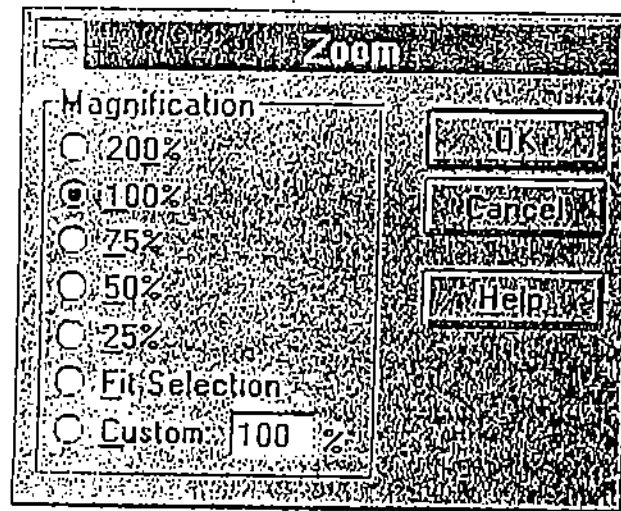 Zoom
Magnification
200%
100%
75%
50%
25%
Fit Selection
Custom 100 %
OK
Cancel
Help